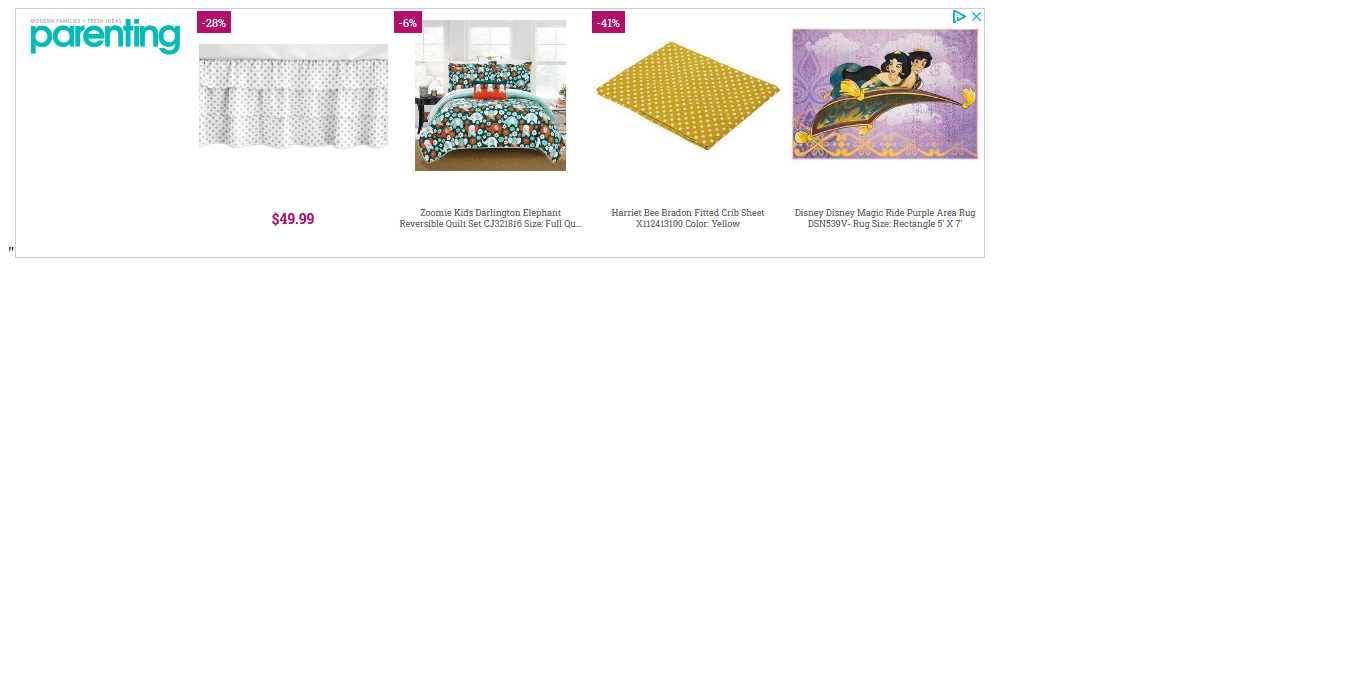 MODERN FAMILIES + FRESH IDEAS
parenting
-28%
$49.99
-6%
Zoomie Kids Darlington Elephant
Reversible Quilt Set CJ321816 Size: Full Qu...
-41%
Harriet Bee Bradon Fitted Crib Sheet
X112413100 Color: Yellow
Disney Disney Magic Ride Purple Area Rug
DSN539V- Rug Size: Rectangle 5' X 7'
"